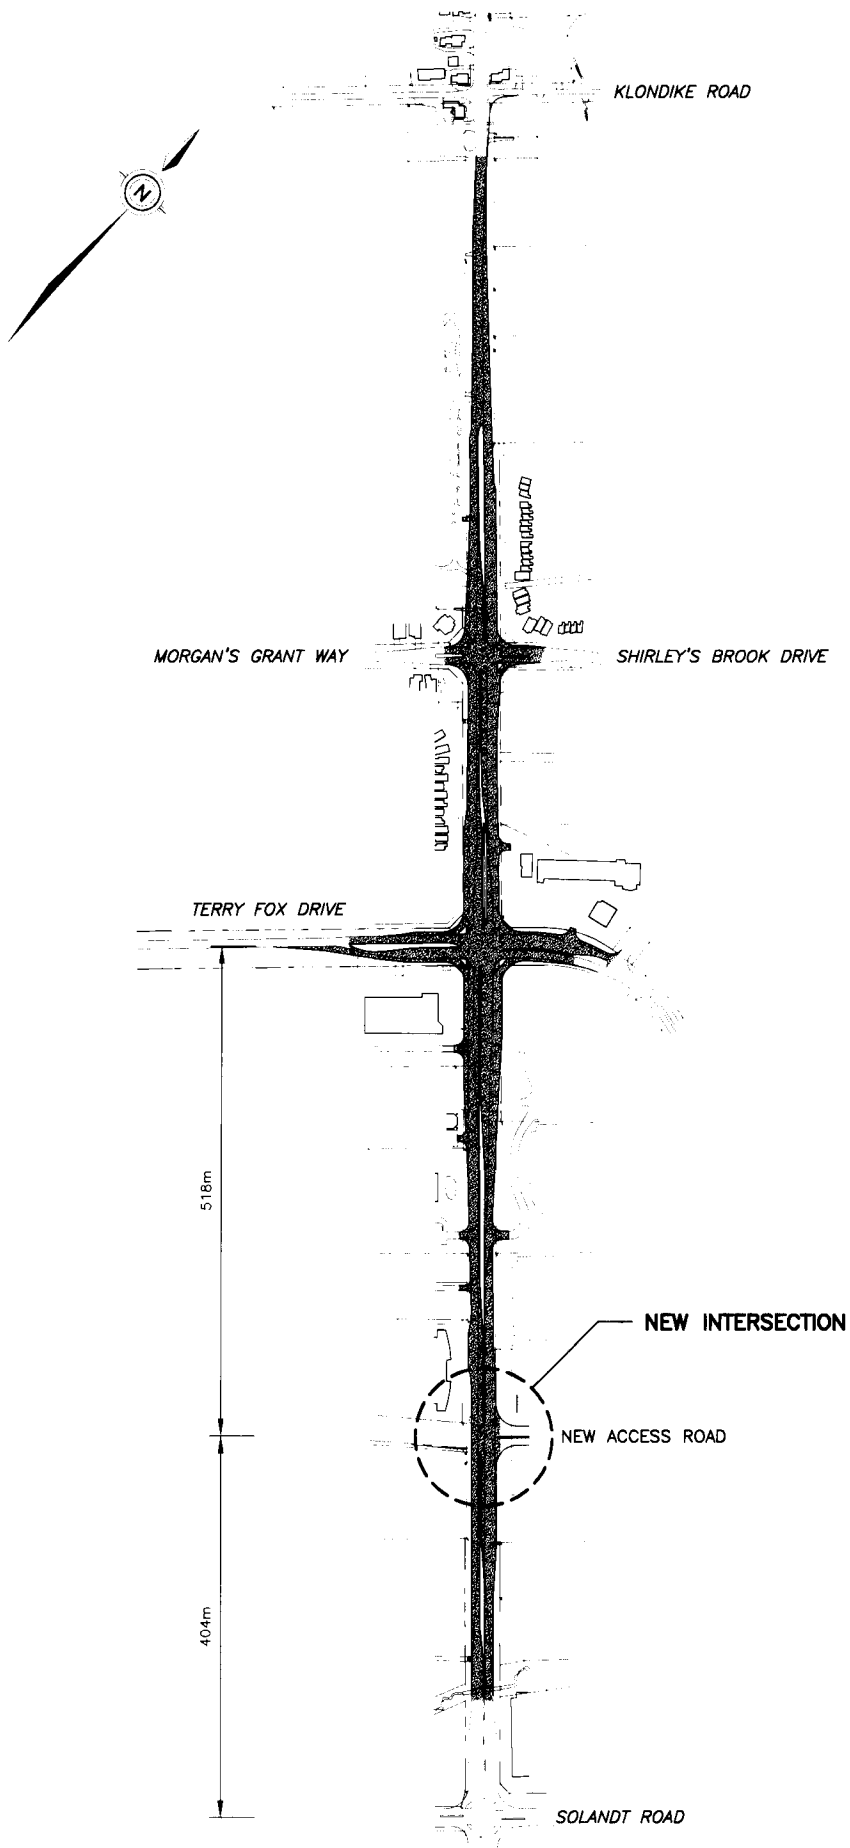 KLONDIKE ROAD
N
MORGAN'S GRANT WAY
SHIRLEY'S BROOK DRIVE
TERRY FOX DRIVE
518m
NEW INTERSECTION
NEW ACCESS ROAD
404m
SOLANDT ROAD